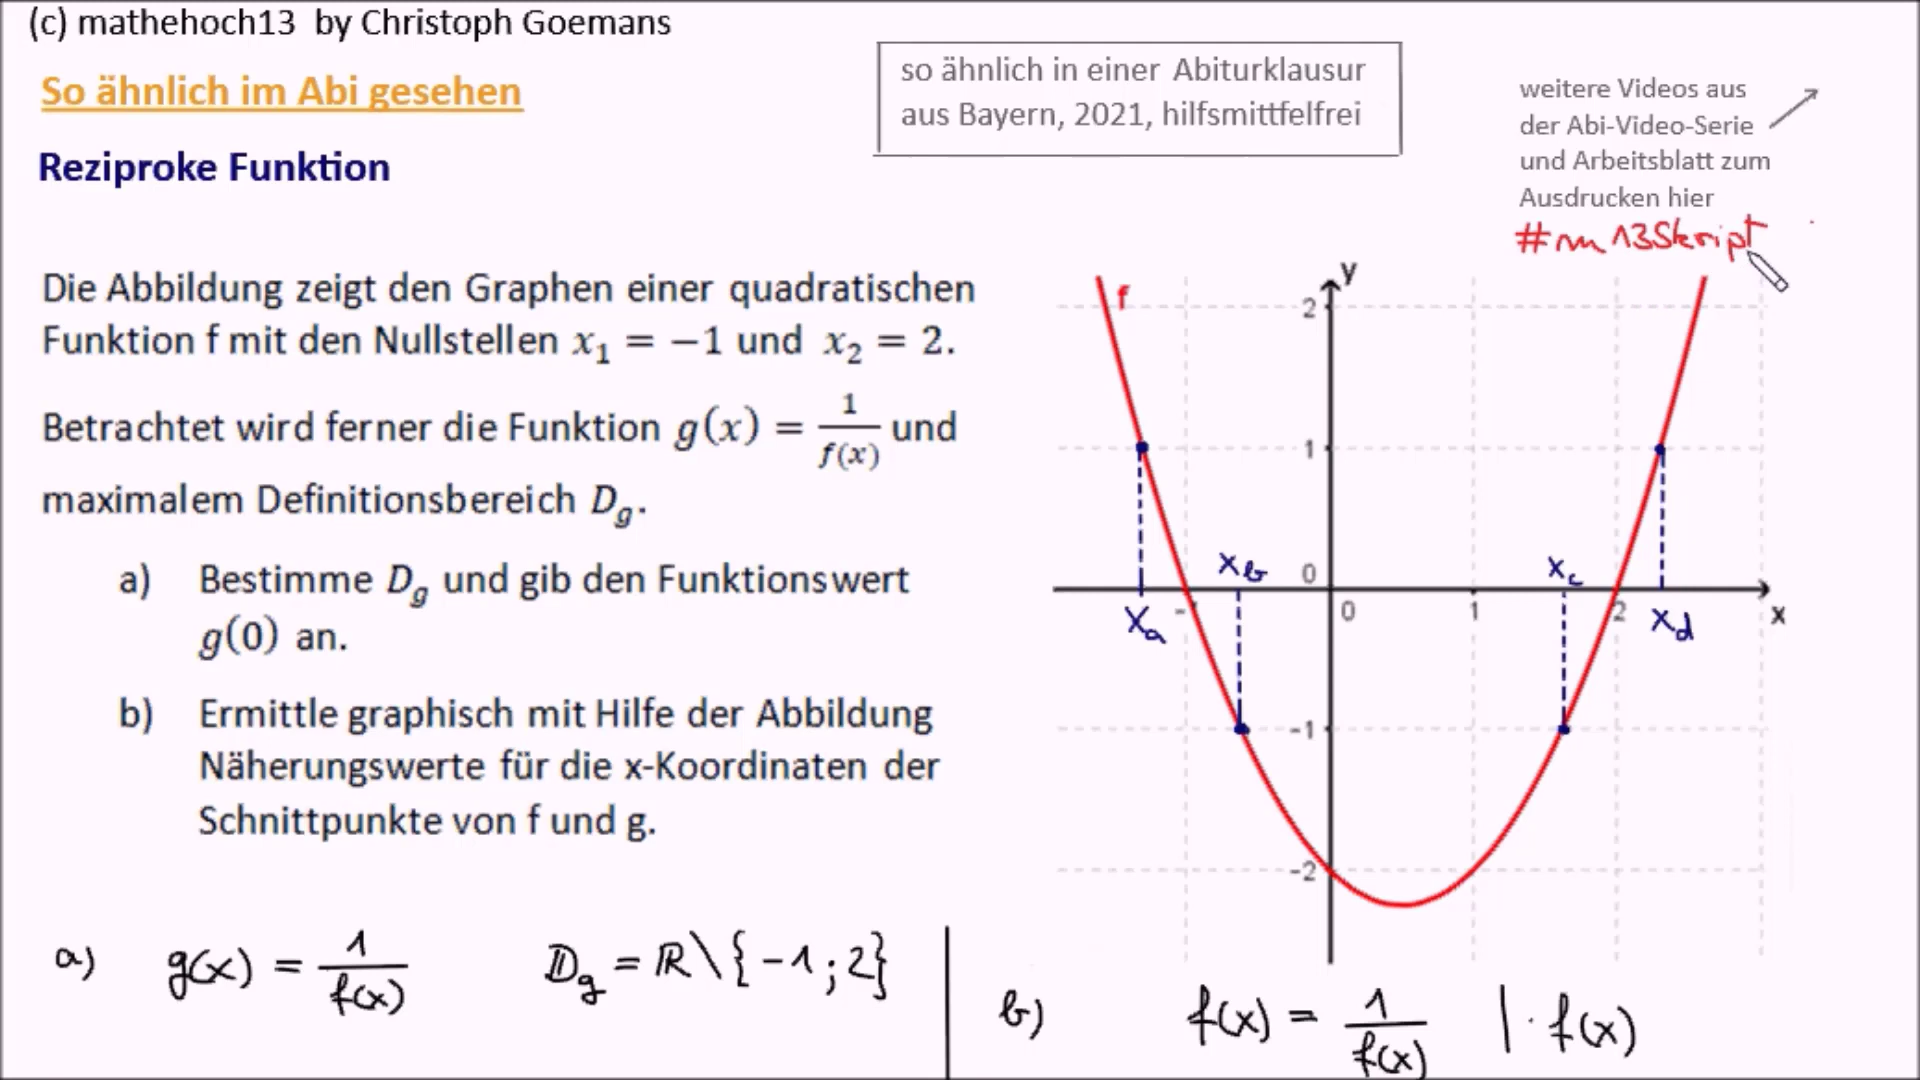 (c) mathehoch13 by Christoph Goemans
So ähnlich im Abi gesehen
so ähnlich in einer Abiturklausur
aus Bayern, 2021, hilfsmittfelfrei
weitere Videos aus
der Abi-Video-Serie
und Arbeitsblatt zum
Ausdrucken hier
#m13Skript
Reziproke Funktion
Die Abbildung zeigt den Graphen einer quadratischen
Funktion f mit den Nullstellen x₁ = −1 und x₂ = 2.
Betrachtet wird ferner die Funktion g(x) = 1/f(x) und
maximalem Definitionsbereich D_g.
a) Bestimme D_g und gib den Funktionswert
g(0) an.
b) Ermittle graphisch mit Hilfe der Abbildung
Näherungswerte für die x-Koordinaten der
Schnittpunkte von f und g.
f
y
2
1
x_b
0
x_c
x_a
-1
0
1
2
x_d
x
-1
-2
a) g(x) = 1/f(x) D_g = ℝ\{-1;2}
b) f(x) = 1/f(x) | · f(x)